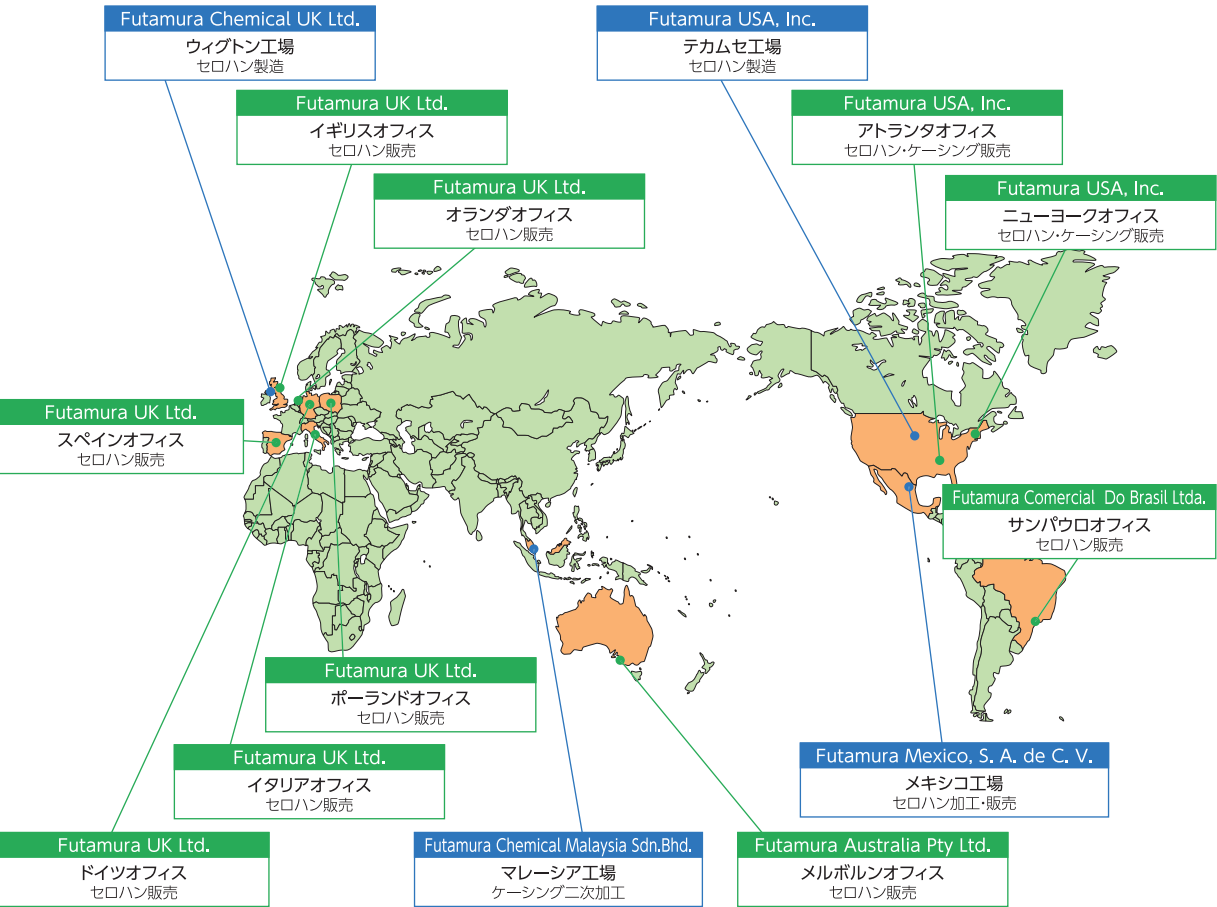 Futamura Chemical UK Ltd.
ウィグトン工場
セロハン製造
Futamura USA, Inc.
テカムセ工場
セロハン製造
Futamura UK Ltd.
イギリスオフィス
セロハン販売
Futamura USA, Inc.
アトランタオフィス
セロハン・ケーシング販売
Futamura UK Ltd.
オランダオフィス
セロハン販売
Futamura USA, Inc.
ニューヨークオフィス
セロハン・ケーシング販売
Futamura UK Ltd.
スペインオフィス
セロハン販売
Futamura Comercial Do Brasil Ltda.
サンパウロオフィス
セロハン販売
Futamura UK Ltd.
ポーランドオフィス
セロハン販売
Futamura UK Ltd.
イタリアオフィス
セロハン販売
Futamura Mexico, S. A. de C. V.
メキシコ工場
セロハン加工・販売
Futamura UK Ltd.
ドイツオフィス
セロハン販売
Futamura Chemical Malaysia Sdn.Bhd.
マレーシア工場
ケーシング二次加工
Futamura Australia Pty Ltd.
メルボルンオフィス
セロハン販売